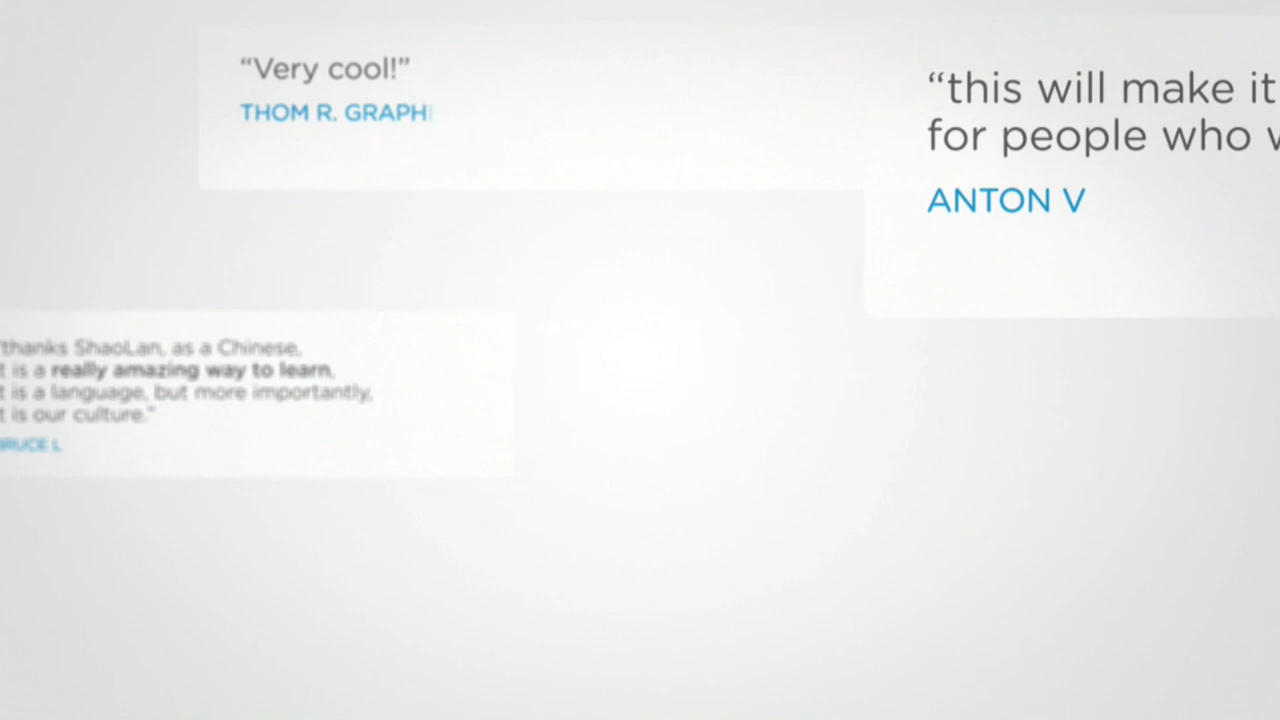 “Very cool!”
THOM R. GRAPH
“this will make it
for people who w
ANTON V
thanks ShaoLan, as a Chinese,
t is a really amazing way to learn,
t is a language, but more importantly,
t is our culture.”
BRUCE L